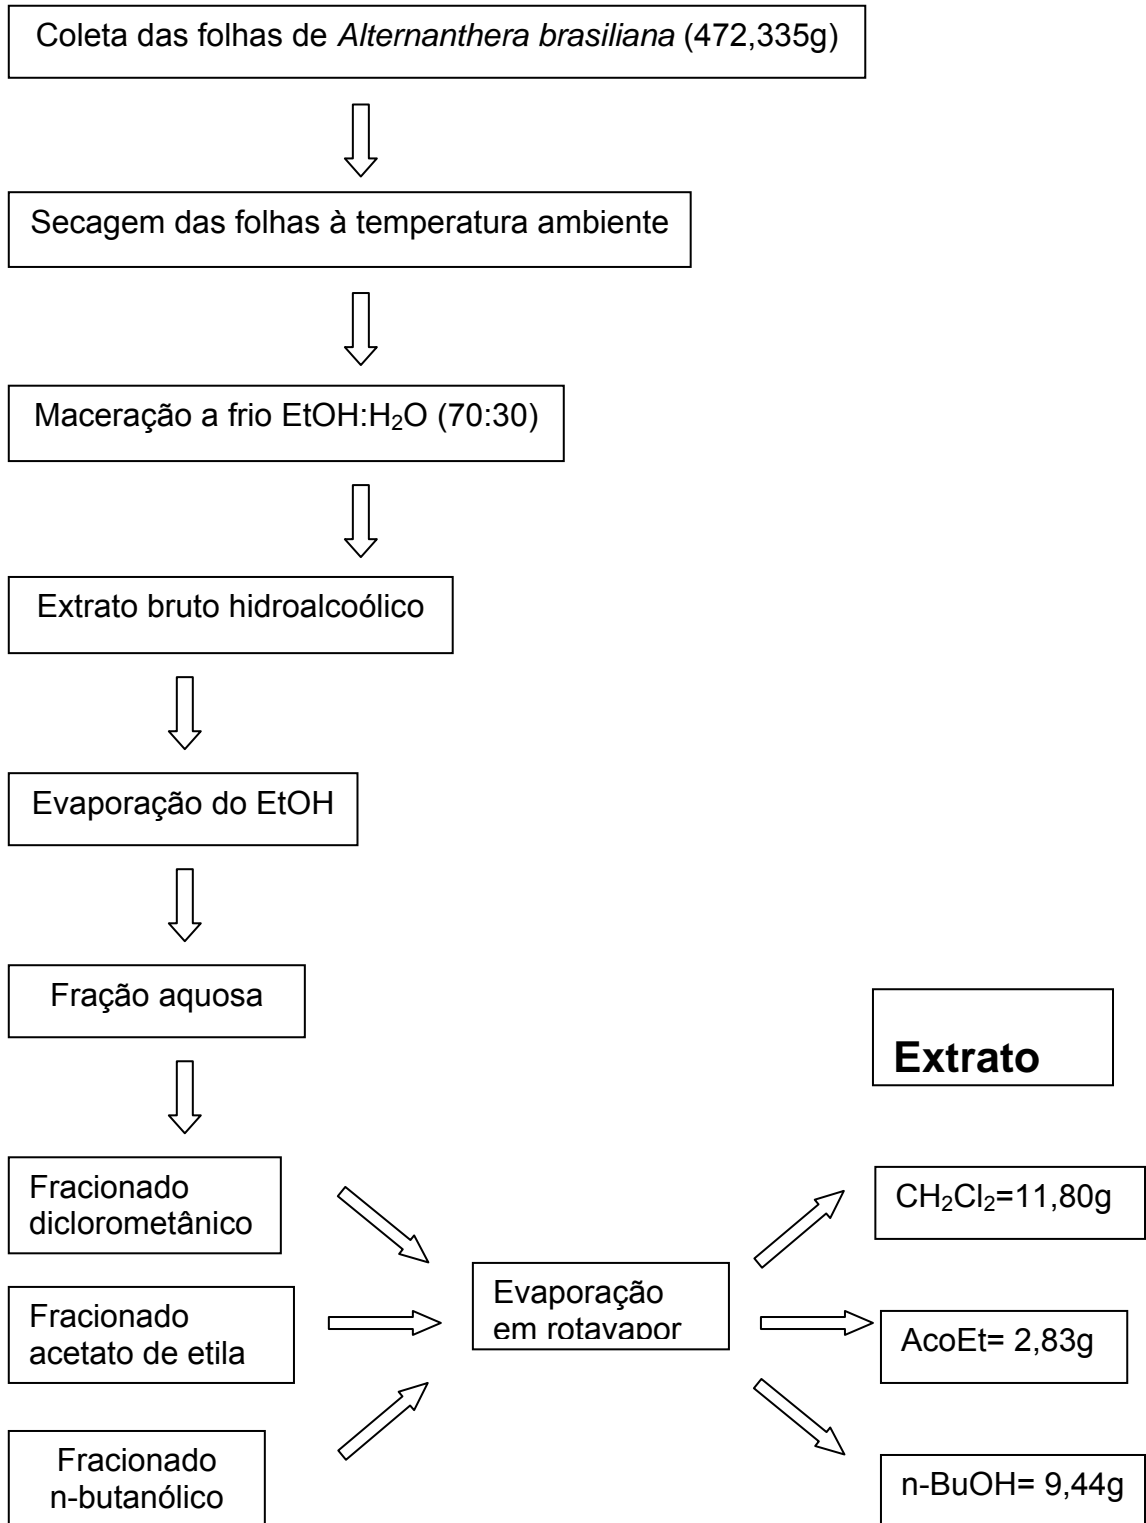 Coleta das folhas de Alternanthera brasiliana (472,335g)
Secagem das folhas à temperatura ambiente
Maceração a frio EtOH:H₂O (70:30)
Extrato bruto hidroalcoólico
Evaporação do EtOH
Fração aquosa
Extrato
Fracionado
diclorometânico
CH₂Cl₂=11,80g
Fracionado
acetato de etila
Evaporação
em rotavapor
AcoEt= 2,83g
Fracionado
n-butanólico
n-BuOH= 9,44g